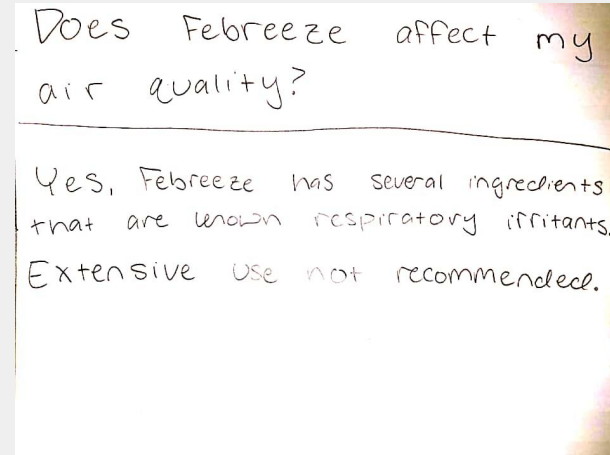 Does Febreeze affect my
air quality?
Yes, Febreeze has several ingredients
that are known respiratory irritants.
Extensive use not recommended.